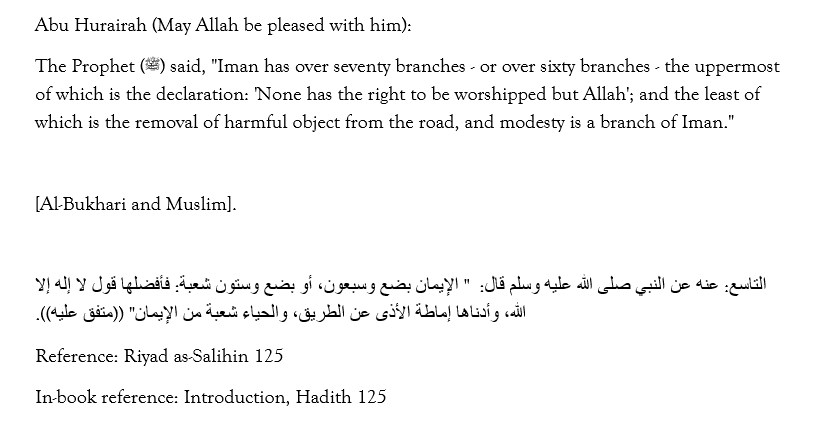 Abu Hurairah (May Allah be pleased with him):
The Prophet (ﷺ) said, "Iman has over seventy branches - or over sixty branches - the uppermost
of which is the declaration: 'None has the right to be worshipped but Allah'; and the least of
which is the removal of harmful object from the road, and modesty is a branch of Iman."
[Al-Bukhari and Muslim].
التاسع: عنه عن النبي صلى الله عليه وسلم قال: " الإيمان بضع وسبعون، أو بضع وستون شعبة: فأفضلها قول لا إله إلا
الله، وأدناها إماطة الأذى عن الطريق، والحياء شعبة من الإيمان" ((متفق عليه)).
Reference: Riyad as-Salihin 125
In-book reference: Introduction, Hadith 125